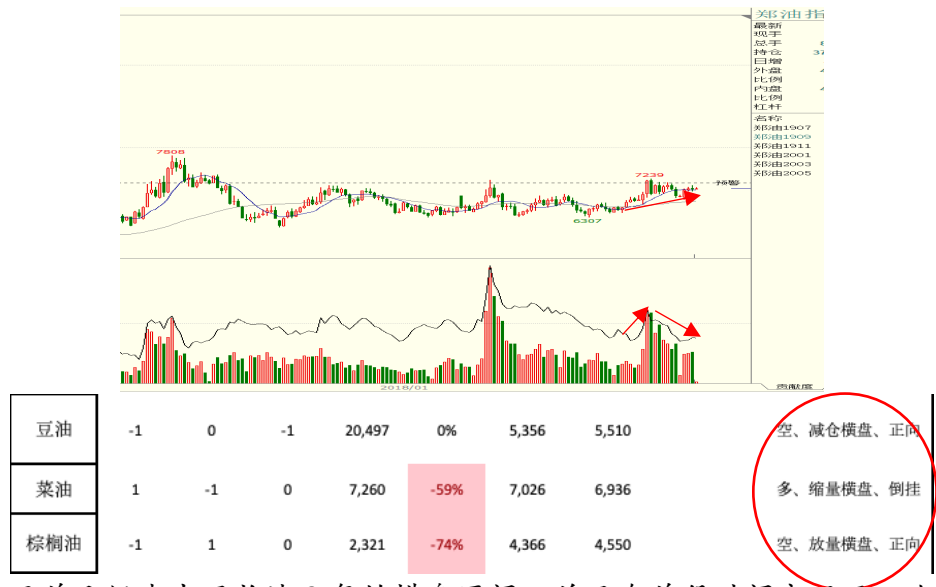 郑油指
最新
现手
总手
持仓 37
日增
外盘
比例
内盘
比例
杠杆
名称
郑油1907
郑油1909
郑油1911
郑油2001
郑油2003
郑油2005
7808
7239
预警
6307
2018/01
贡献度
豆油 -1 0 -1 20,497 0% 5,356 5,510 空、减仓横盘、正向
菜油 1 -1 0 7,260 -59% 7,026 6,936 多、缩量横盘、倒挂
棕榈油 -1 1 0 2,321 -74% 4,366 4,550 空、放量横盘、正向